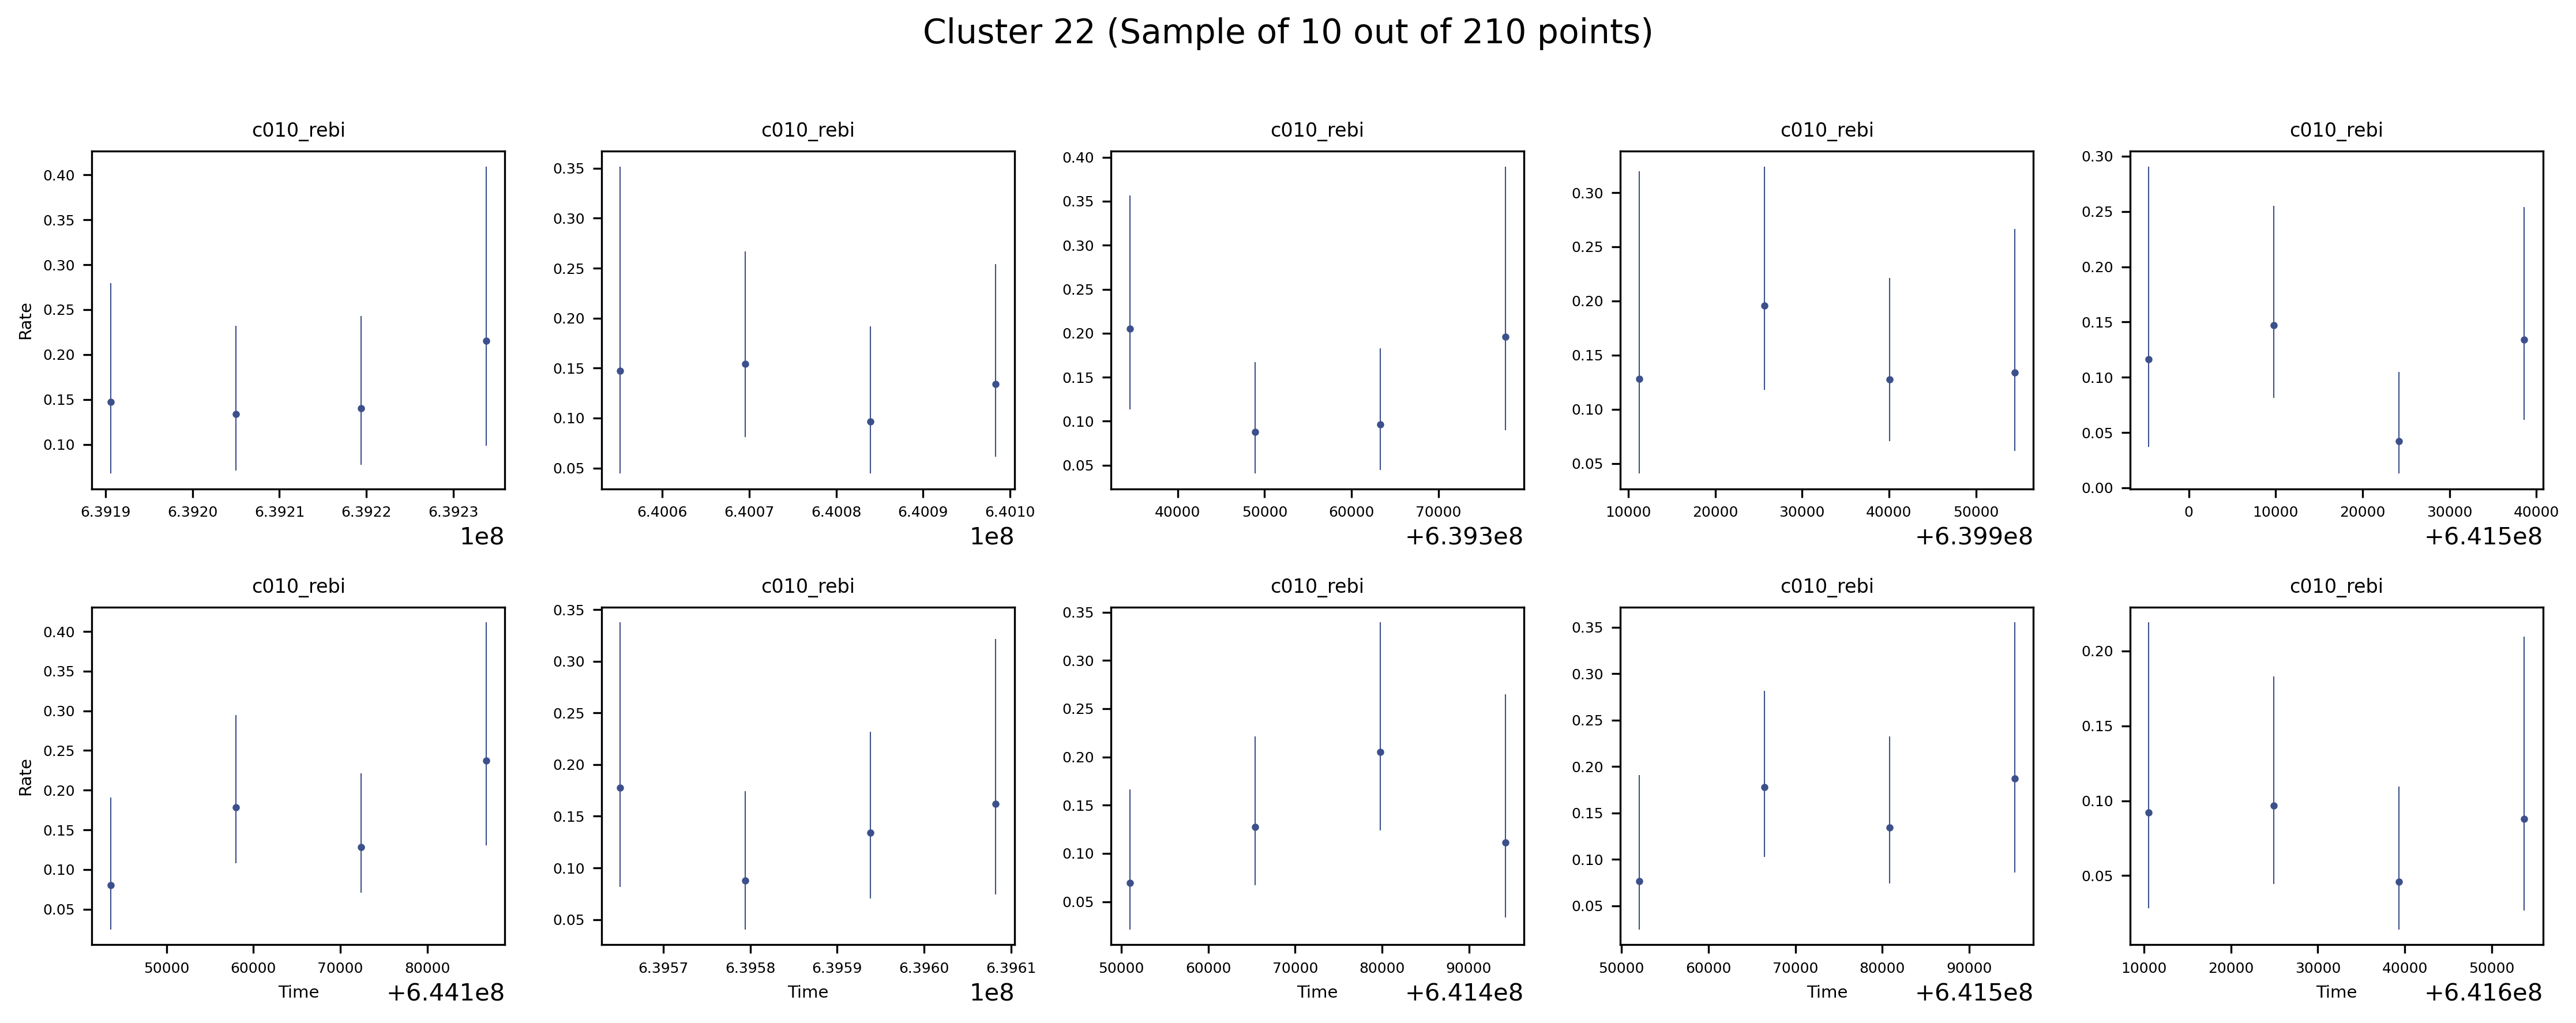 Cluster 22 (Sample of 10 out of 210 points)
c010_rebi c010_rebi c010_rebi c010_rebi c010_rebi
Rate
0.40 0.35 0.30 0.25 0.20 0.15 0.10
6.3919 6.3920 6.3921 6.3922 6.3923
1e8
0.35 0.30 0.25 0.20 0.15 0.10 0.05
6.4006 6.4007 6.4008 6.4009 6.4010
1e8
0.40 0.35 0.30 0.25 0.20 0.15 0.10 0.05
40000 50000 60000 70000
+6.393e8
0.30 0.25 0.20 0.15 0.10 0.05
10000 20000 30000 40000 50000
+6.399e8
0.30 0.25 0.20 0.15 0.10 0.05 0.00
0 10000 20000 30000 40000
+6.415e8
c010_rebi c010_rebi c010_rebi c010_rebi c010_rebi
Rate
0.40 0.35 0.30 0.25 0.20 0.15 0.10 0.05
50000 60000 70000 80000
Time +6.441e8
0.35 0.30 0.25 0.20 0.15 0.10 0.05
6.3957 6.3958 6.3959 6.3960 6.3961
Time 1e8
0.35 0.30 0.25 0.20 0.15 0.10 0.05
50000 60000 70000 80000 90000
Time +6.414e8
0.35 0.30 0.25 0.20 0.15 0.10 0.05
50000 60000 70000 80000 90000
Time +6.415e8
0.20 0.15 0.10 0.05
10000 20000 30000 40000 50000
Time +6.416e8